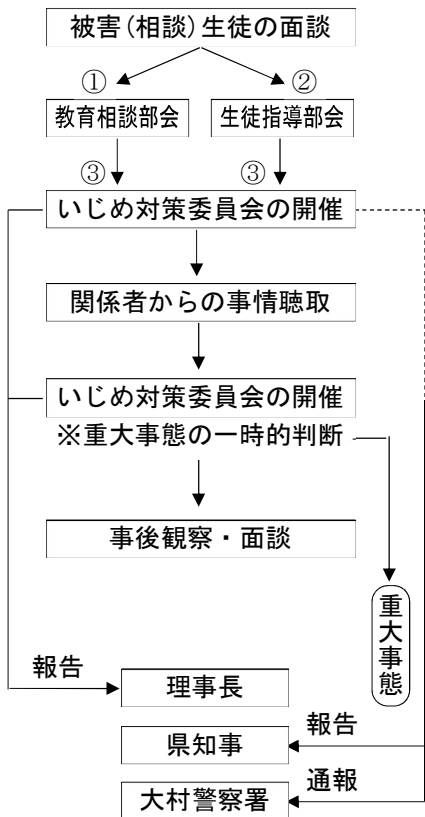 被害(相談)生徒の面談
①
②
教育相談部会
生徒指導部会
③
③
いじめ対策委員会の開催
関係者からの事情聴取
いじめ対策委員会の開催
※重大事態の一時的判断
事後観察・面談
重大事態
報告
理事長
報告
県知事
通報
大村警察署